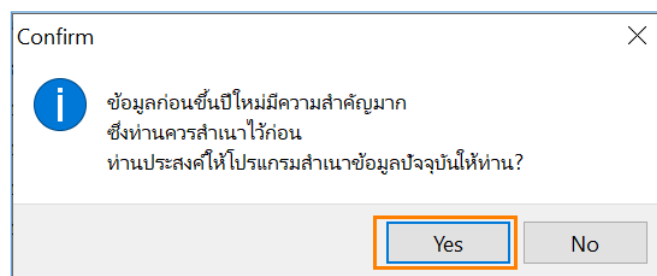 Confirm
ข้อมูลก่อนขึ้นปีใหม่มีความสำคัญมาก
ซึ่งท่านควรสำเนาไว้ก่อน
ท่านประสงค์ให้โปรแกรมสำเนาข้อมูลปัจจุบันให้ท่าน?
Yes No